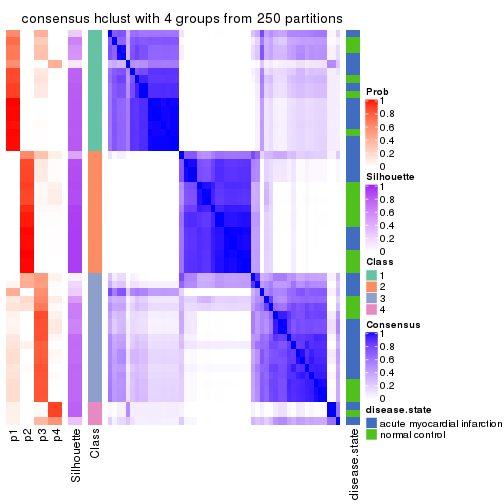 consensus hclust with 4 groups from 250 partitions
Prob
1
0.8
0.6
0.4
0.2
0
Silhouette
1
0.8
0.6
0.4
0.2
0
Class
1
2
3
4
Consensus
1
0.8
0.6
0.4
0.2
0
disease.state
acute myocardial infarction
normal control
p1
p2
p3
p4
Silhouette
Class
disease.state